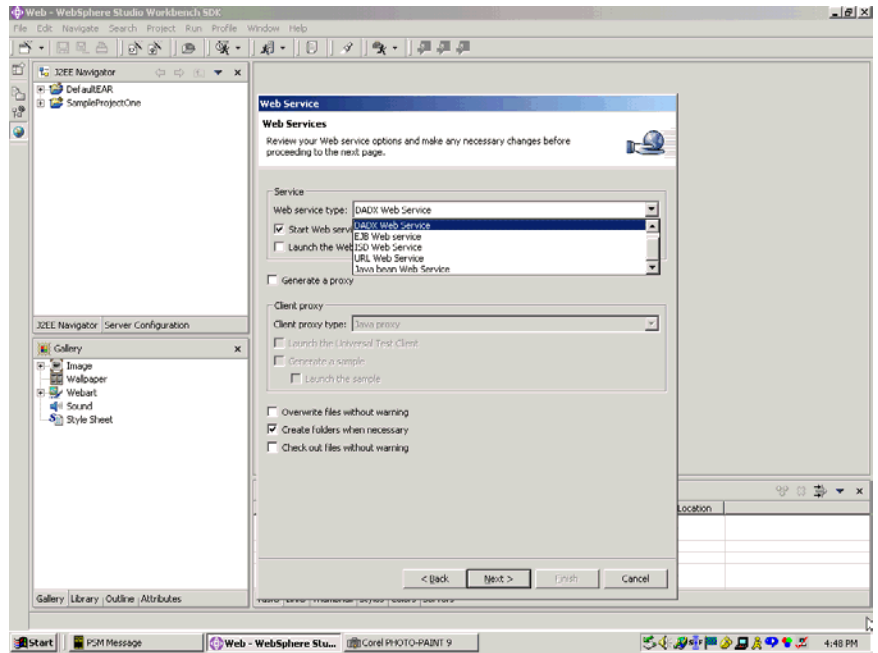 Web - WebSphere Studio Workbench SDK
File Edit Navigate Search Project Run Profile Window Help
J2EE Navigator
DefaultEAR
SampleProjectOne
J2EE Navigator Server Configuration
Gallery
Image
Wallpaper
Webart
Sound
Style Sheet
Gallery Library Outline Attributes
Web Service
Web Services
Review your Web service options and make any necessary changes before
proceeding to the next page.
Service
Web service type: DADX Web Service
DADX Web Service
EJB Web service
ISD Web Service
URL Web Service
Java bean Web Service
Start Web serv
Launch the Web
Generate a proxy
Client proxy
Client proxy type: Java proxy
Launch the Universal Test Client
Generate a sample
Launch the sample
Overwrite files without warning
Create folders when necessary
Check out files without warning
< Back Next > Finish Cancel
Location
Start PSM Message Web - WebSphere Stu... Corel PHOTO-PAINT 9 4:48 PM